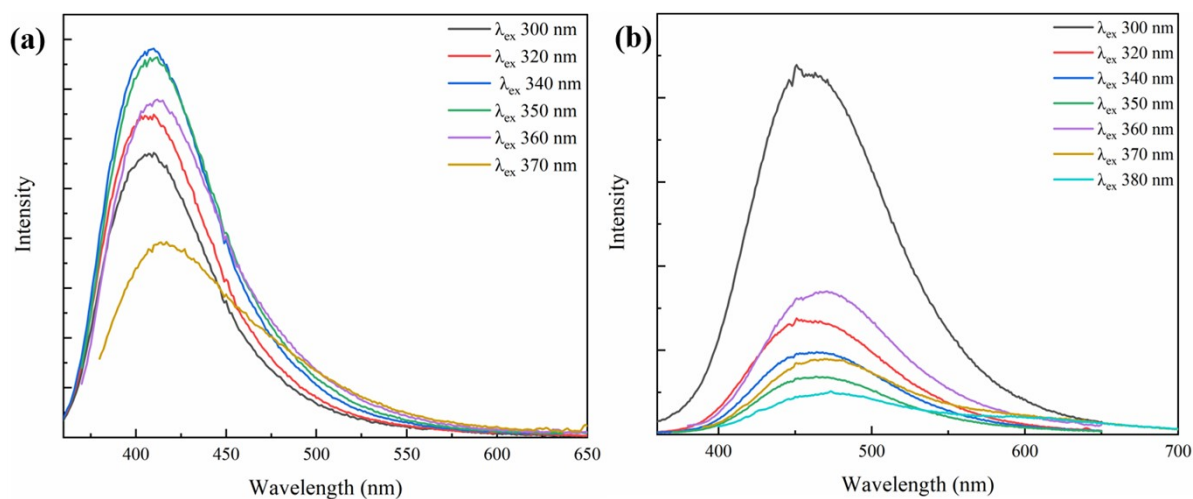 (a)
λex 300 nm
λex 320 nm
λex 340 nm
λex 350 nm
λex 360 nm
λex 370 nm
Intensity
400 450 500 550 600 650
Wavelength (nm)
(b)
λex 300 nm
λex 320 nm
λex 340 nm
λex 350 nm
λex 360 nm
λex 370 nm
λex 380 nm
Intensity
400 500 600 700
Wavelength (nm)